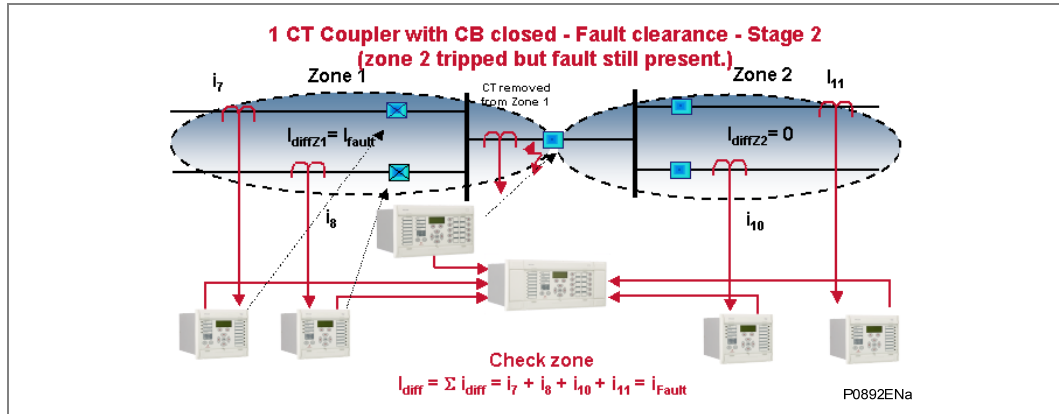 1 CT Coupler with CB closed - Fault clearance - Stage 2
(zone 2 tripped but fault still present.)
i7
Zone 1
CT removed
from Zone 1
Zone 2
I11
IdiffZ1 = Ifault
IdiffZ2 = 0
i8
i10
Check zone
Idiff = Σ idiff = i7 + i8 + i10 + i11 = iFault
P0892ENa